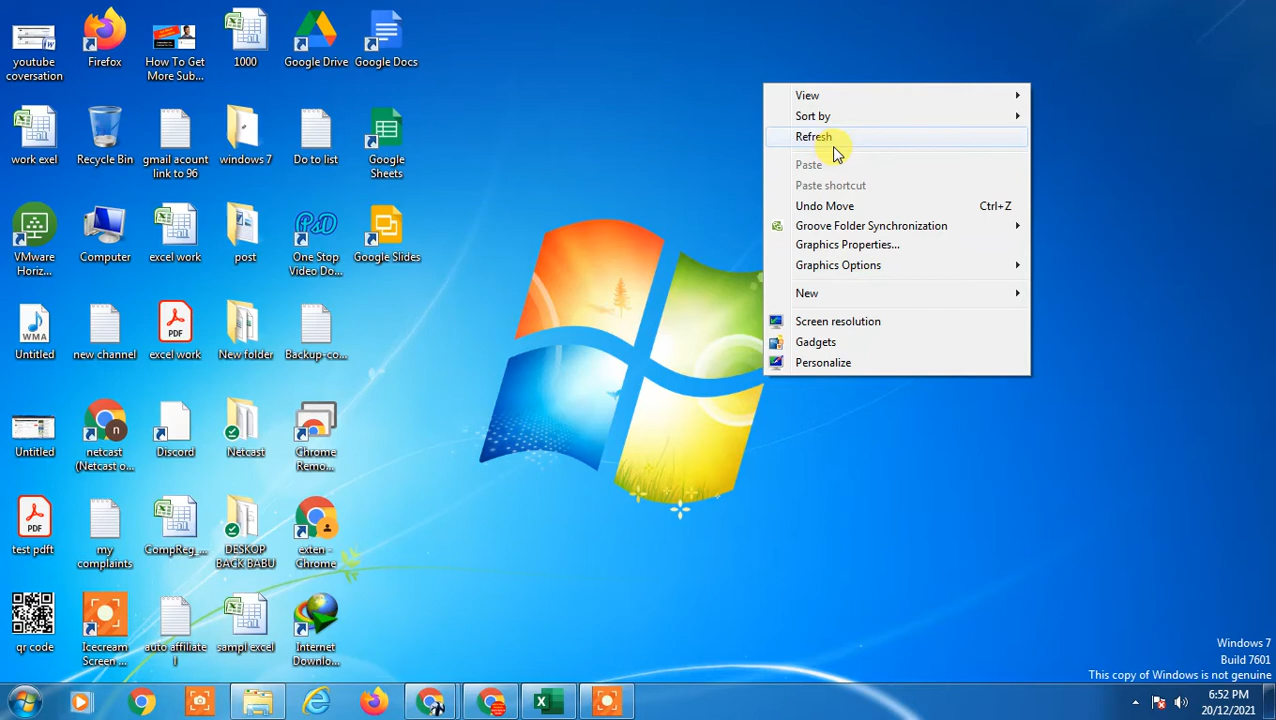 youtube
coversation
Firefox
How To Get
More Sub...
1000
Google Drive
Google Docs
work exel
Recycle Bin
gmail acount
link to 96
windows 7
Do to list
Google
Sheets
VMware
Horiz...
Computer
excel work
post
PSD
One Stop
Video Do...
Google Slides
WMA
Untitled
new channel
PDF
excel work
New folder
Backup-co...
Untitled
n
netcast
(Netcast o...
Discord
Netcast
Chrome
Remo...
PDF
test pdft
my
complaints
CompReg_...
DESKOP
BACK BABU
exten -
Chrome
qr code
Icecream
Screen ...
auto affiliate
l
sampl excel
Internet
Downlo...
View
Sort by
Refresh
Paste
Paste shortcut
Undo Move Ctrl+Z
Groove Folder Synchronization
Graphics Properties...
Graphics Options
New
Screen resolution
Gadgets
Personalize
Windows 7
Build 7601
This copy of Windows is not genuine
6:52 PM
20/12/2021